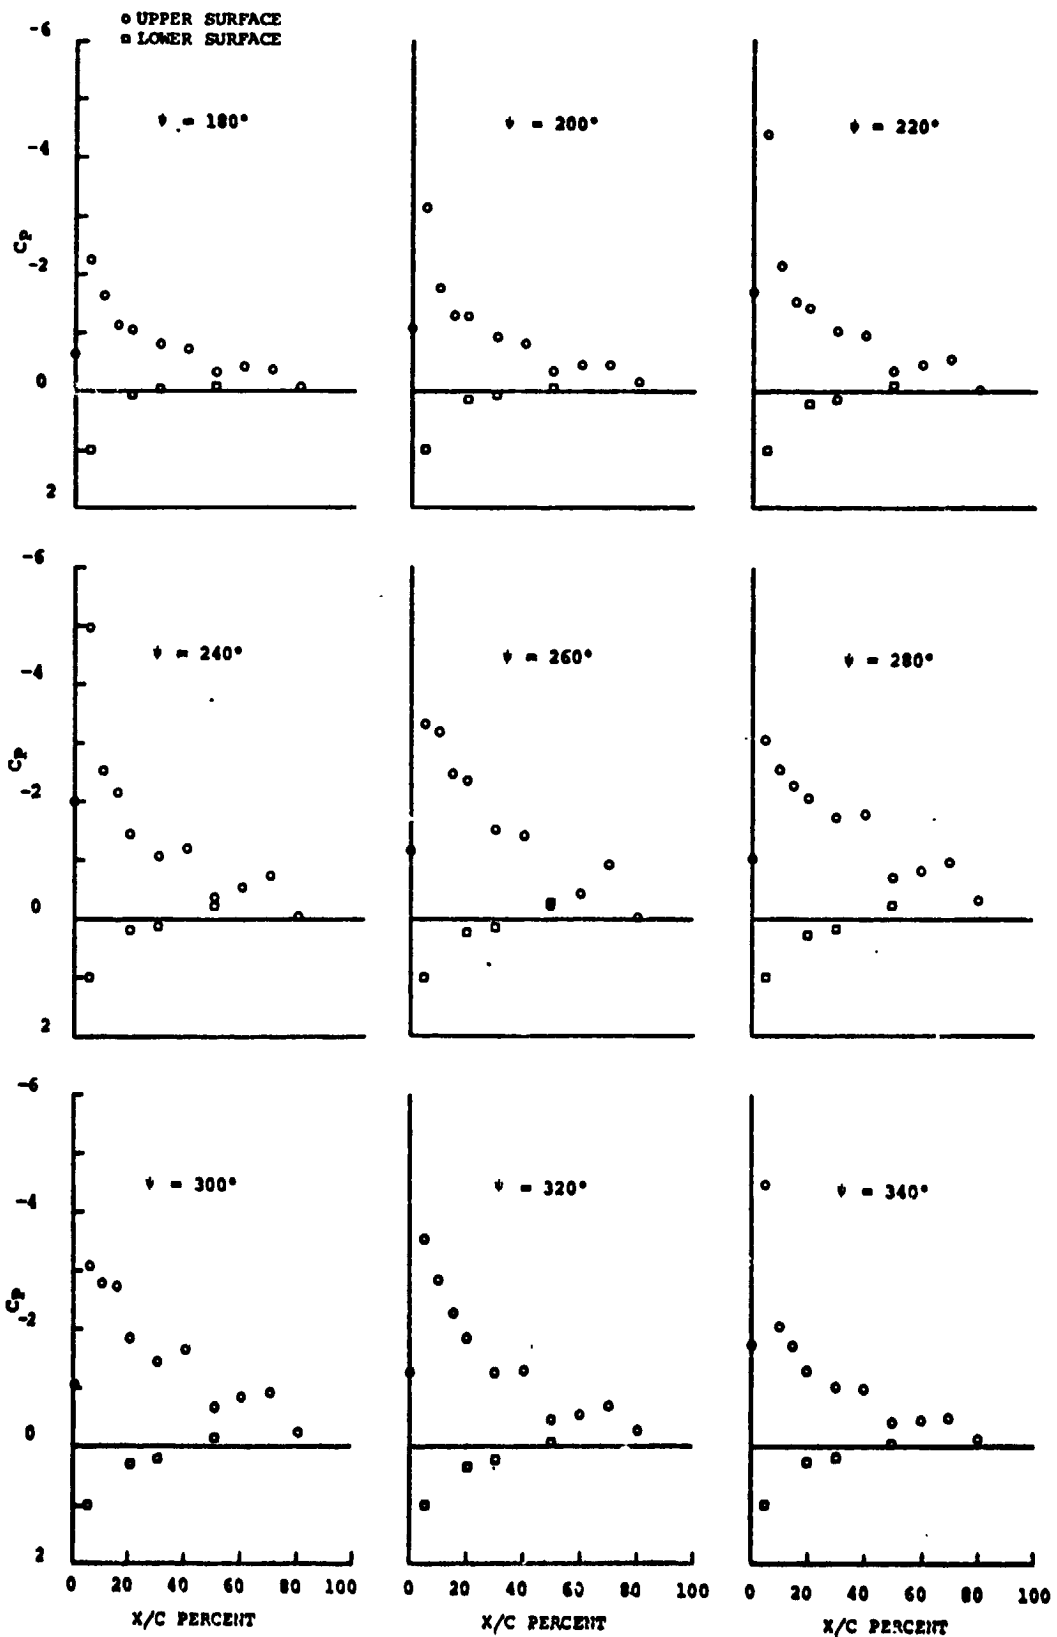 UPPER SURFACE
LOWER SURFACE
-6
ψ = 180°
ψ = 200°
ψ = 220°
-4
CP
-2
0
2
-6
ψ = 240°
ψ = 260°
ψ = 280°
-4
CP
-2
0
2
-6
ψ = 300°
ψ = 320°
ψ = 340°
-4
CP
-2
0
2
0 20 40 60 80 100
0 20 40 60 80 100
0 20 40 60 80 100
X/C PERCENT
X/C PERCENT
X/C PERCENT